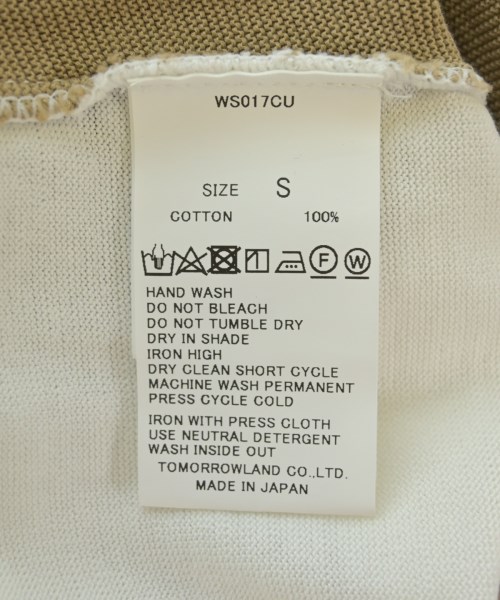 WS017CU
SIZE S
COTTON 100%
F W
HAND WASH
DO NOT BLEACH
DO NOT TUMBLE DRY
DRY IN SHADE
IRON HIGH
DRY CLEAN SHORT CYCLE
MACHINE WASH PERMANENT
PRESS CYCLE COLD
IRON WITH PRESS CLOTH
USE NEUTRAL DETERGENT
WASH INSIDE OUT
TOMORROWLAND CO.,LTD.
MADE IN JAPAN